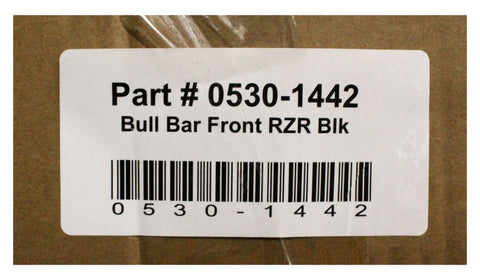 Part # 0530-1442
Bull Bar Front RZR Blk
0530-1442